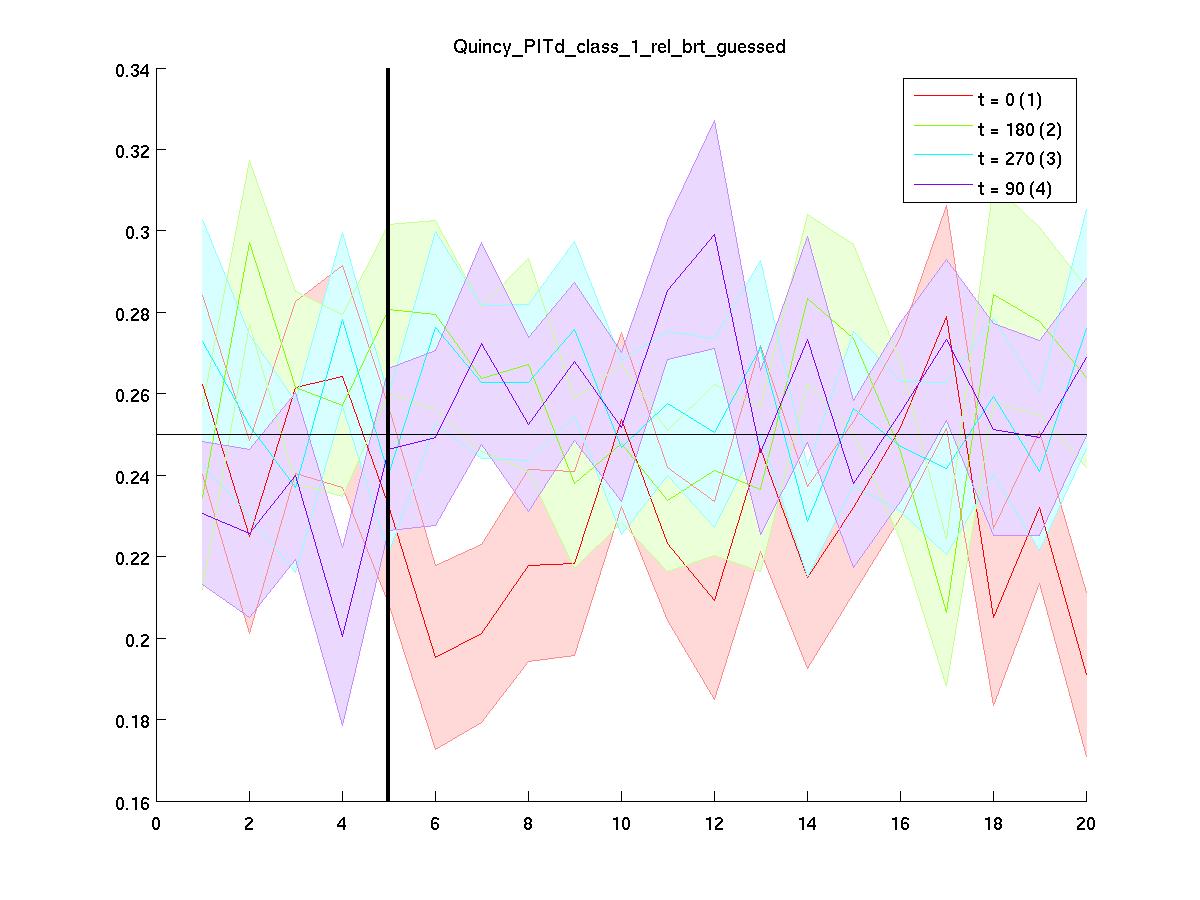 Quincy_PITd_class_1_rel_brt_guessed
0.34
0.32
0.3
0.28
0.26
0.24
0.22
0.2
0.18
0.16
t = 0 (1)
t = 180 (2)
t = 270 (3)
t = 90 (4)
0 2 4 6 8 10 12 14 16 18 20